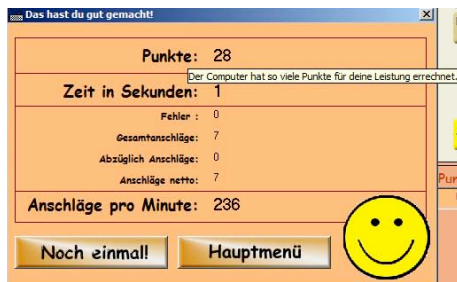 Das hast du gut gemacht!
Punkte: 28
Der Computer hat so viele Punkte für deine Leistung errechnet.
Zeit in Sekunden: 1
Fehler : 0
Gesamtanschläge: 7
Abzüglich Anschläge: 0
Anschläge netto: 7
Pun
Anschläge pro Minute: 236
Noch einmal! Hauptmenü